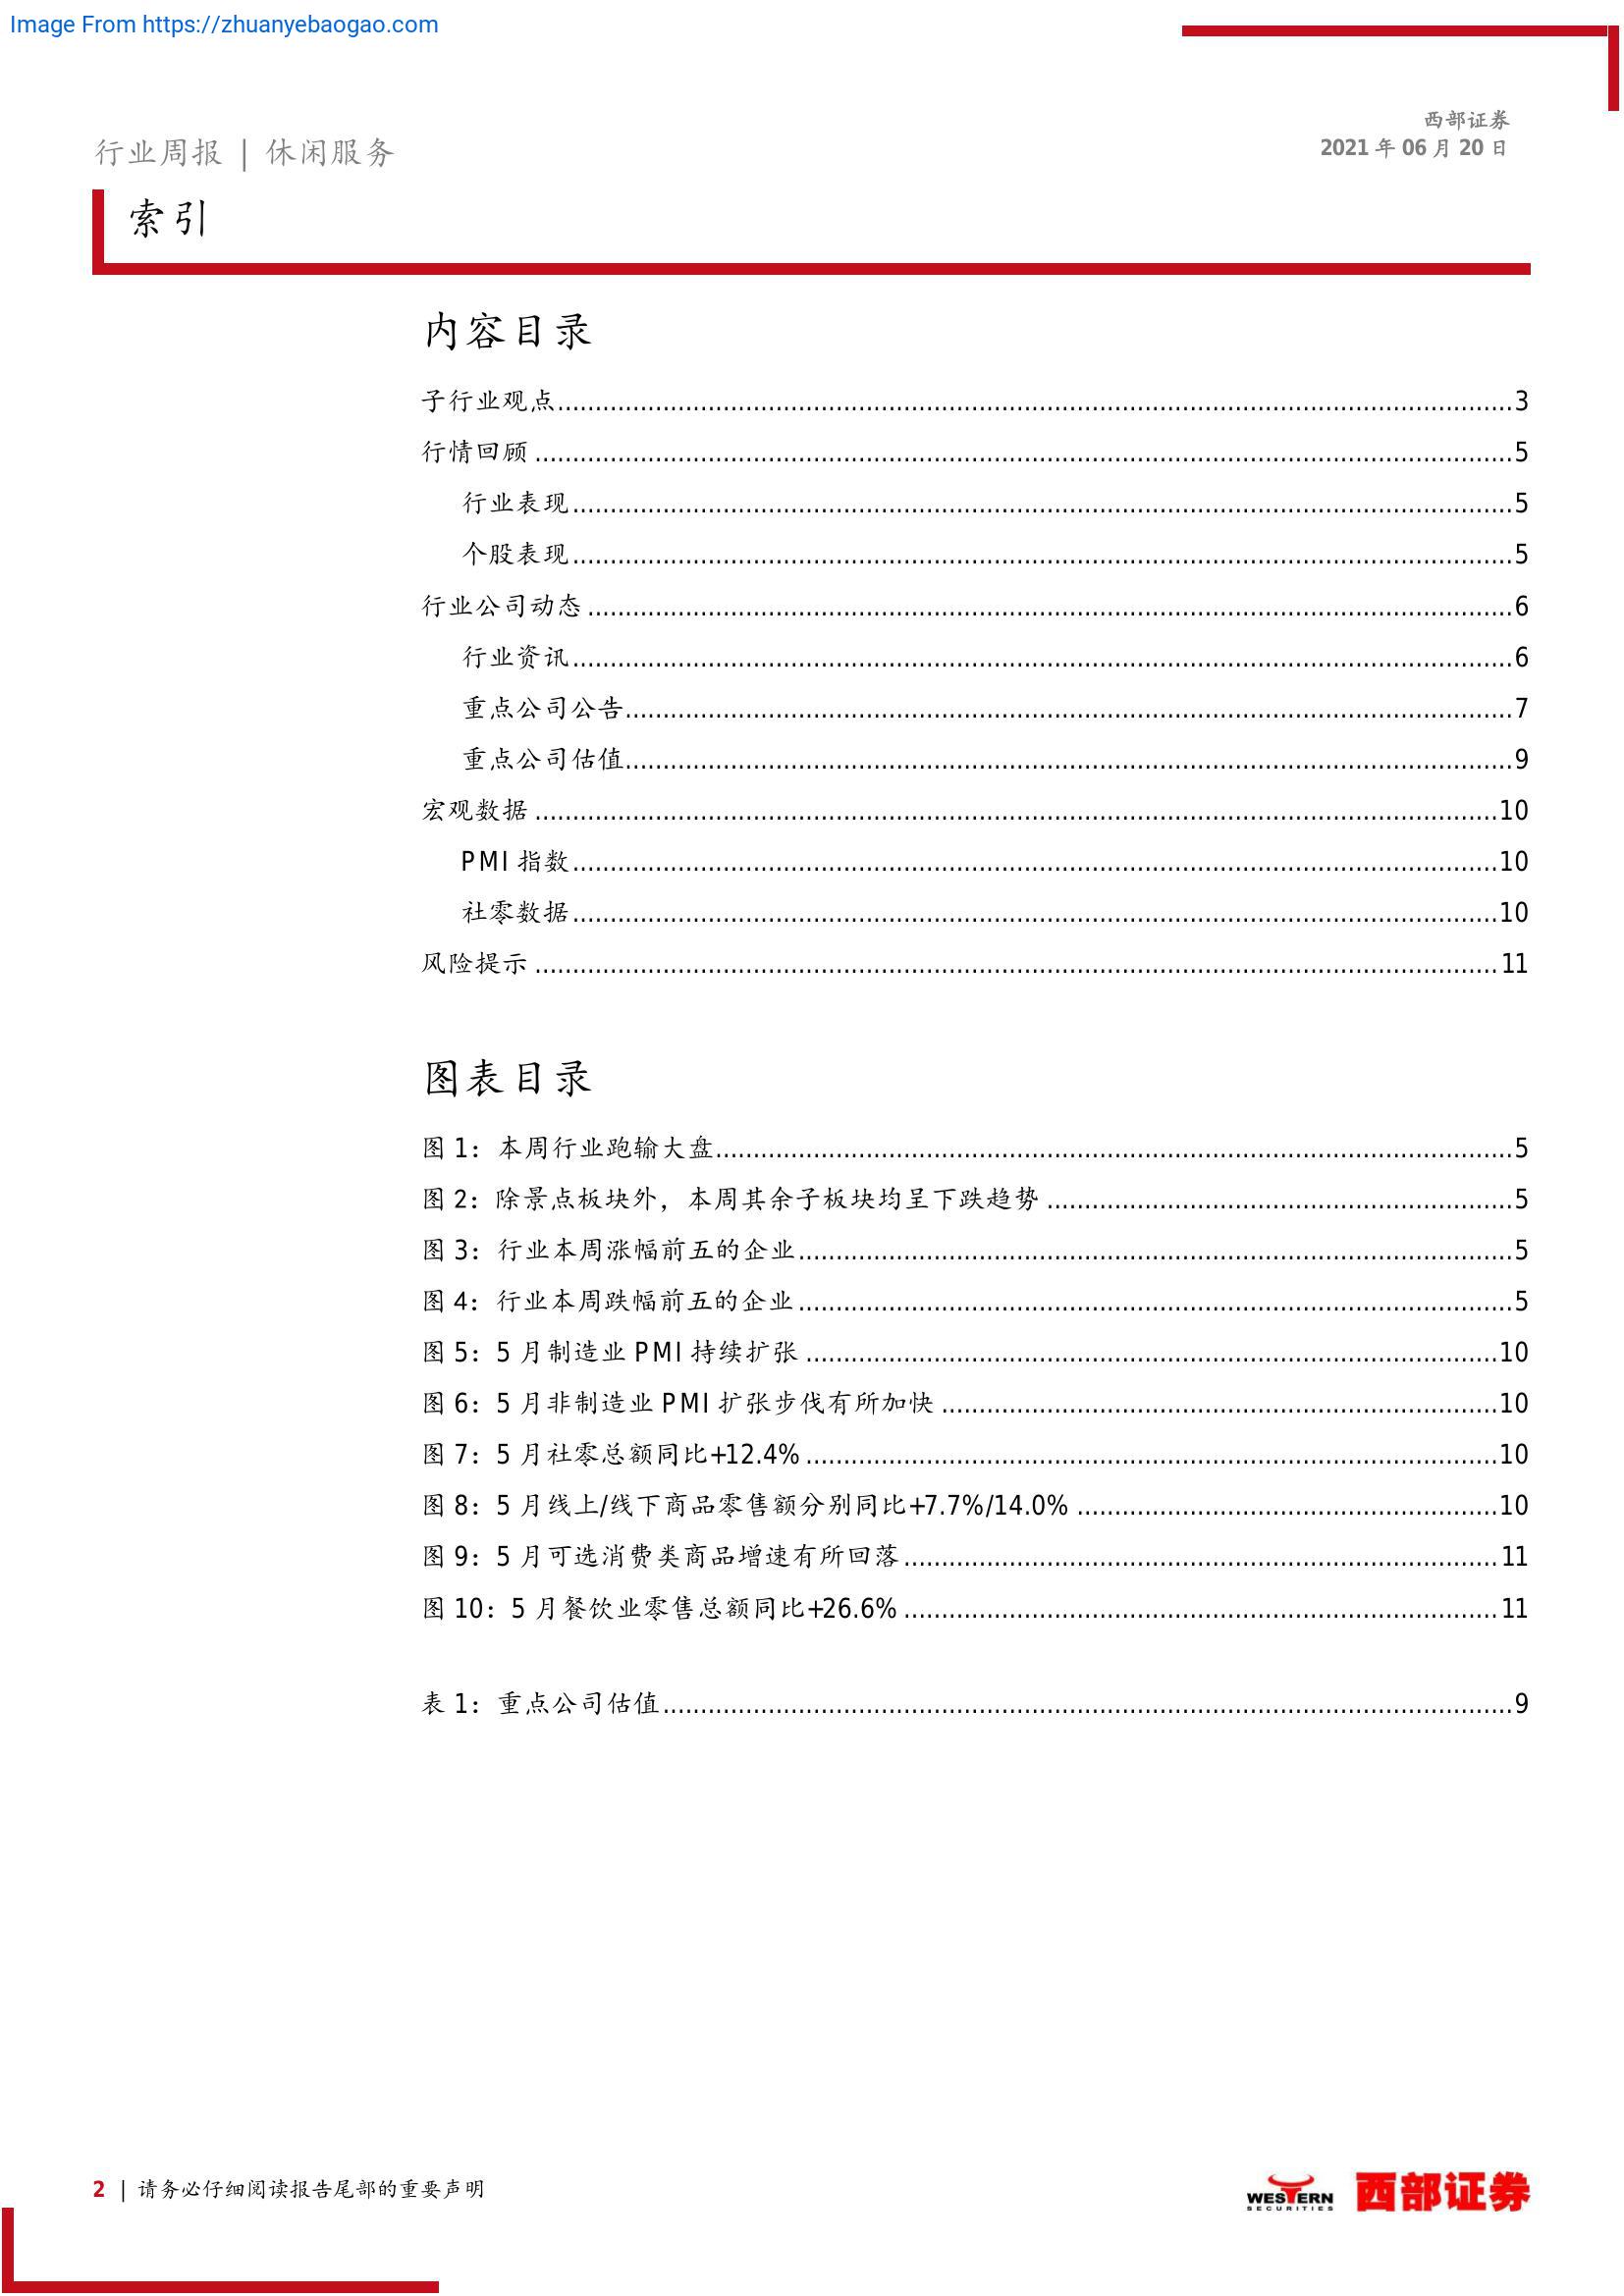 Image From https://zhuanyebaogao.com
西部证券
2021 年 06 月 20 日
行业周报 | 休闲服务
索引
内容目录
子行业观点 3
行情回顾 5
行业表现 5
个股表现 5
行业公司动态 6
行业资讯 6
重点公司公告 7
重点公司估值 9
宏观数据 10
PMI 指数 10
社零数据 10
风险提示 11
图表目录
图 1：本周行业跑输大盘 5
图 2：除景点板块外，本周其余子板块均呈下跌趋势 5
图 3：行业本周涨幅前五的企业 5
图 4：行业本周跌幅前五的企业 5
图 5：5 月制造业 PMI 持续扩张 10
图 6：5 月非制造业 PMI 扩张步伐有所加快 10
图 7：5 月社零总额同比+12.4% 10
图 8：5 月线上/线下商品零售额分别同比+7.7%/14.0% 10
图 9：5 月可选消费类商品增速有所回落 11
图 10：5 月餐饮业零售总额同比+26.6% 11
表 1：重点公司估值 9
2 | 请务必仔细阅读报告尾部的重要声明
WESTERN
SECURITIES
西部证券